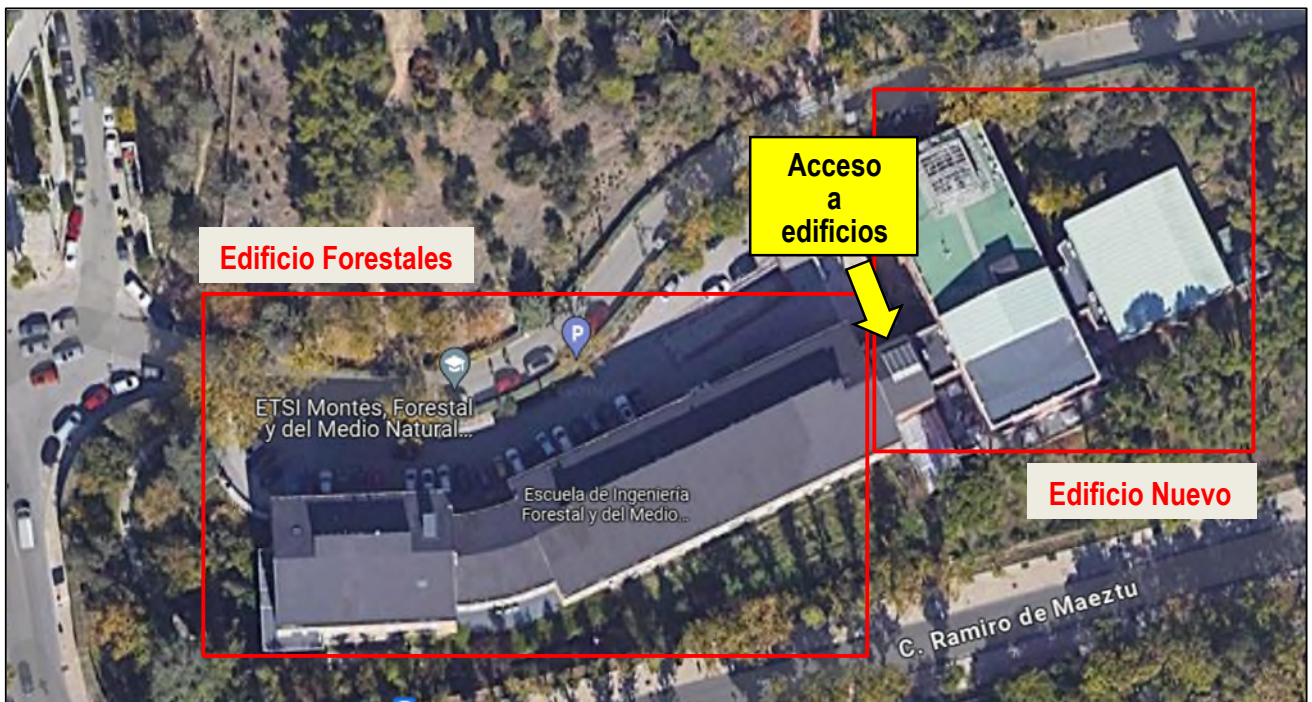 Acceso
a
edificios
Edificio Forestales
P
ETSI Montes, Forestal
y del Medio Natural...
Escuela de Ingeniería
Forestal y del Medio...
Edificio Nuevo
C. Ramiro de Maeztu